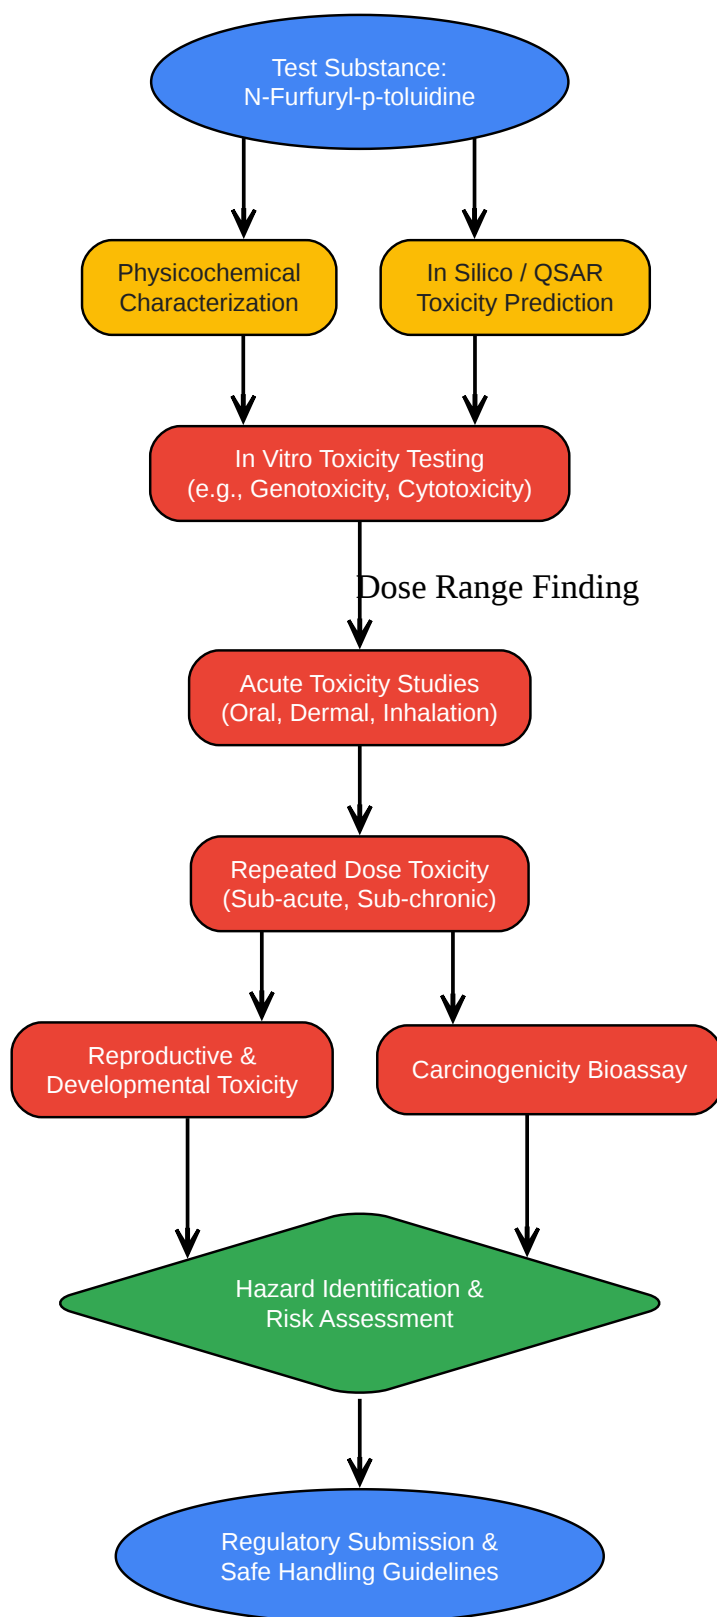 Test Substance:
N-Furfuryl-p-toluidine
Physicochemical
Characterization
In Silico / QSAR
Toxicity Prediction
In Vitro Toxicity Testing
(e.g., Genotoxicity, Cytotoxicity)
Dose Range Finding
Acute Toxicity Studies
(Oral, Dermal, Inhalation)
Repeated Dose Toxicity
(Sub-acute, Sub-chronic)
Reproductive &
Developmental Toxicity
Carcinogenicity Bioassay
Hazard Identification &
Risk Assessment
Regulatory Submission &
Safe Handling Guidelines